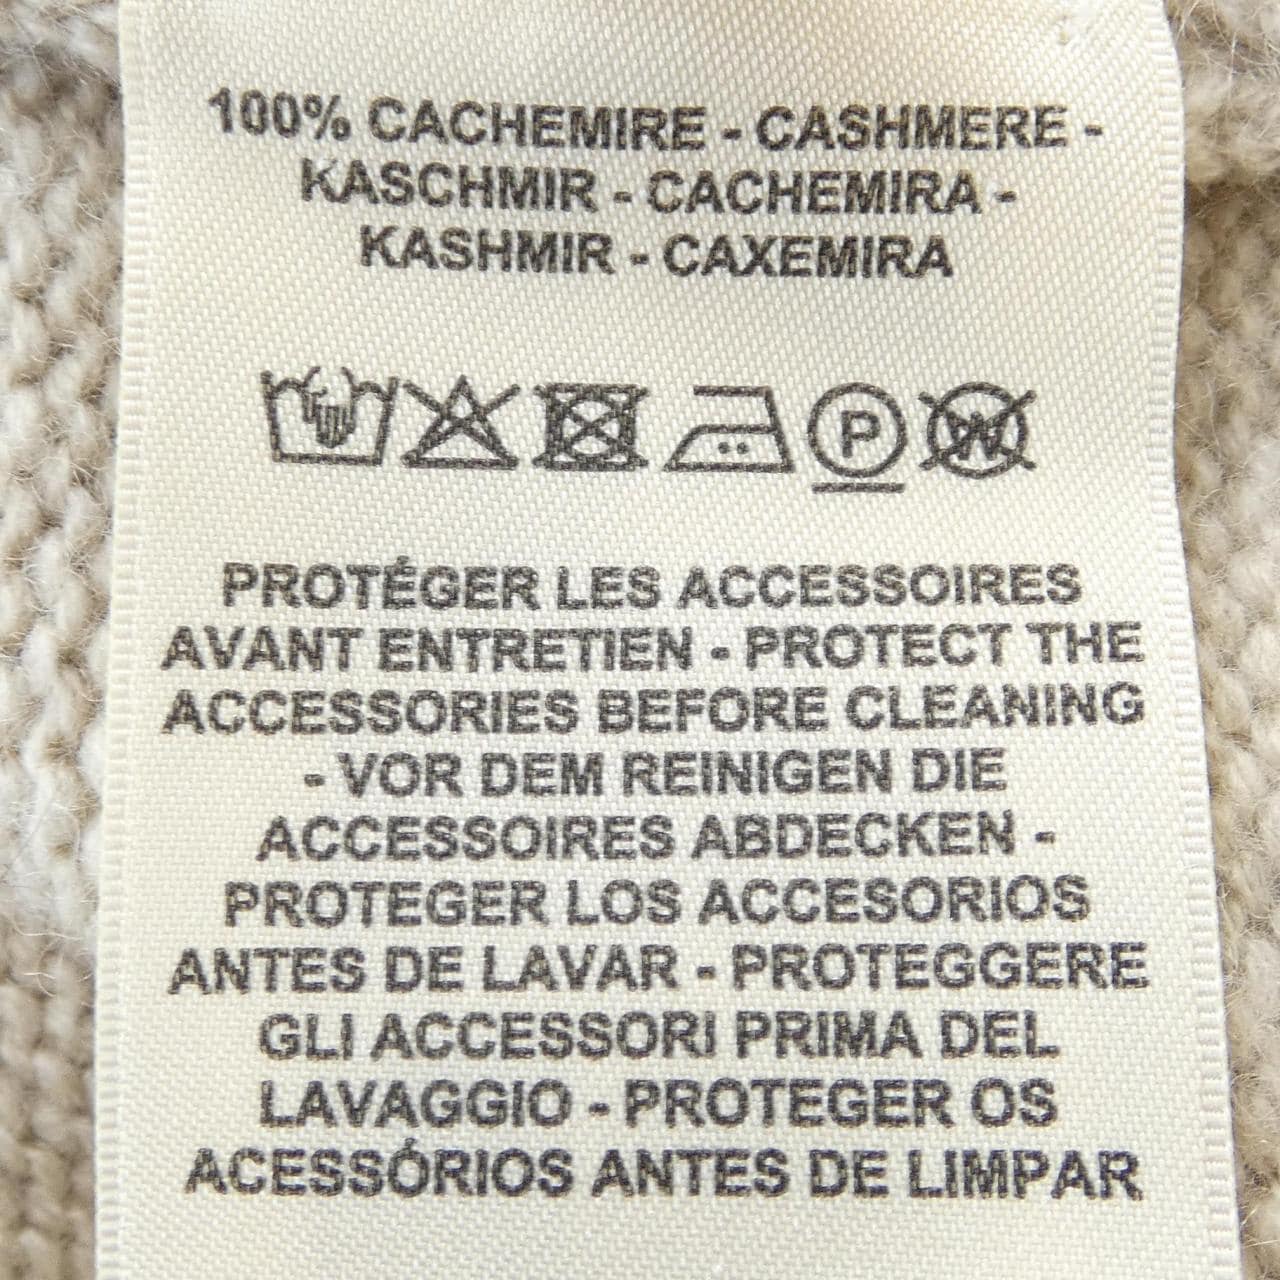 100% CACHEMIRE - CASHMERE -
KASCHMIR - CACHEMIRA -
KASHMIR - CAXEMIRA
P W
PROTÉGER LES ACCESSOIRES
AVANT ENTRETIEN - PROTECT THE
ACCESSORIES BEFORE CLEANING
- VOR DEM REINIGEN DIE
ACCESSOIRES ABDECKEN -
PROTEGER LOS ACCESORIOS
ANTES DE LAVAR - PROTEGGERE
GLI ACCESSORI PRIMA DEL
LAVAGGIO - PROTEGER OS
ACESSÓRIOS ANTES DE LIMPAR